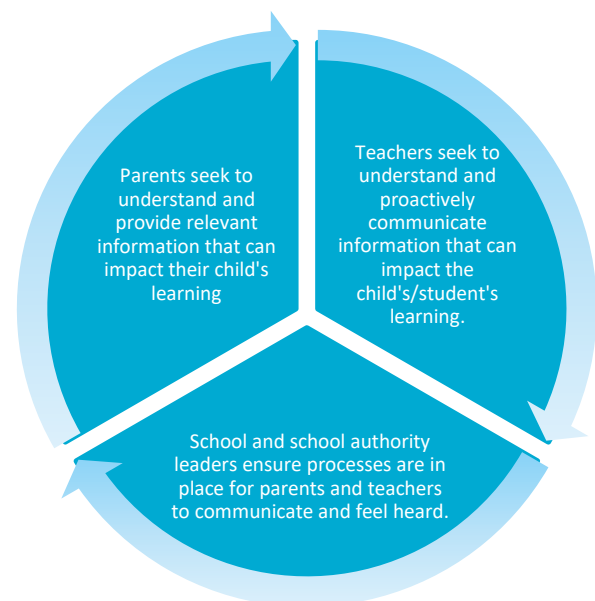 Parents seek to
understand and
provide relevant
information that can
impact their child's
learning
Teachers seek to
understand and
proactively
communicate
information that can
impact the
child's/student's
learning.
School and school authority
leaders ensure processes are in
place for parents and teachers
to communicate and feel heard.